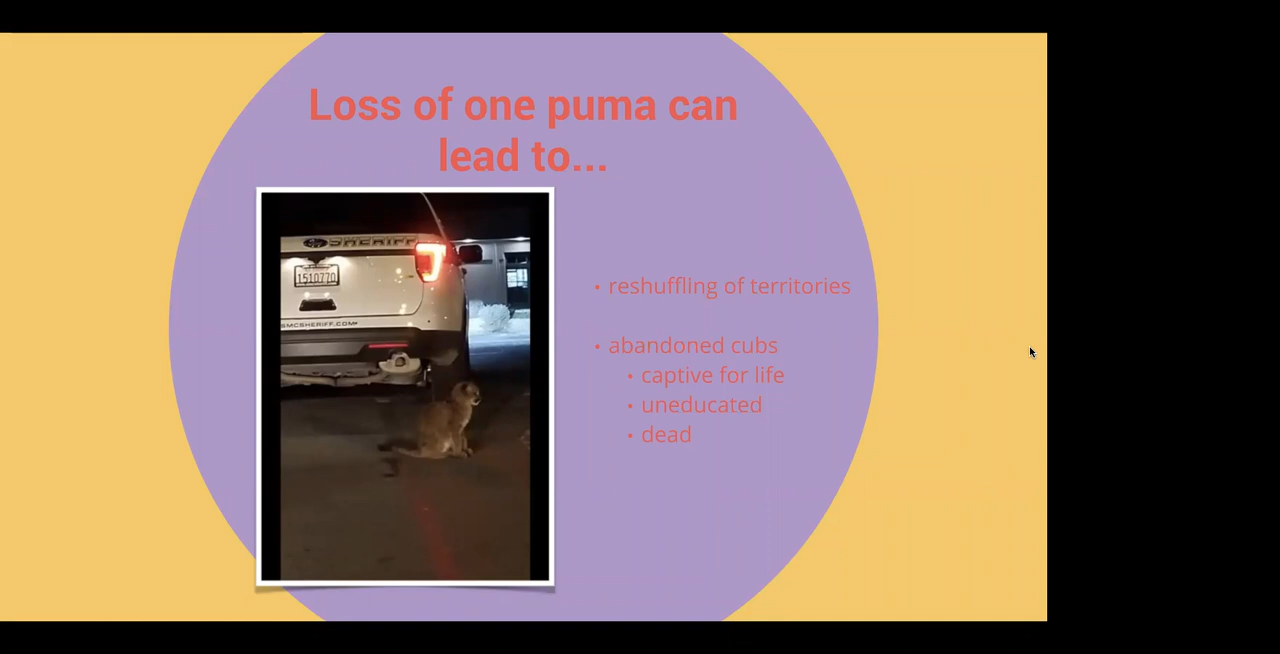 Loss of one puma can
lead to...
SHERIFF
1510770
SMCSHERIFF.COM
• reshuffling of territories
• abandoned cubs
• captive for life
• uneducated
• dead